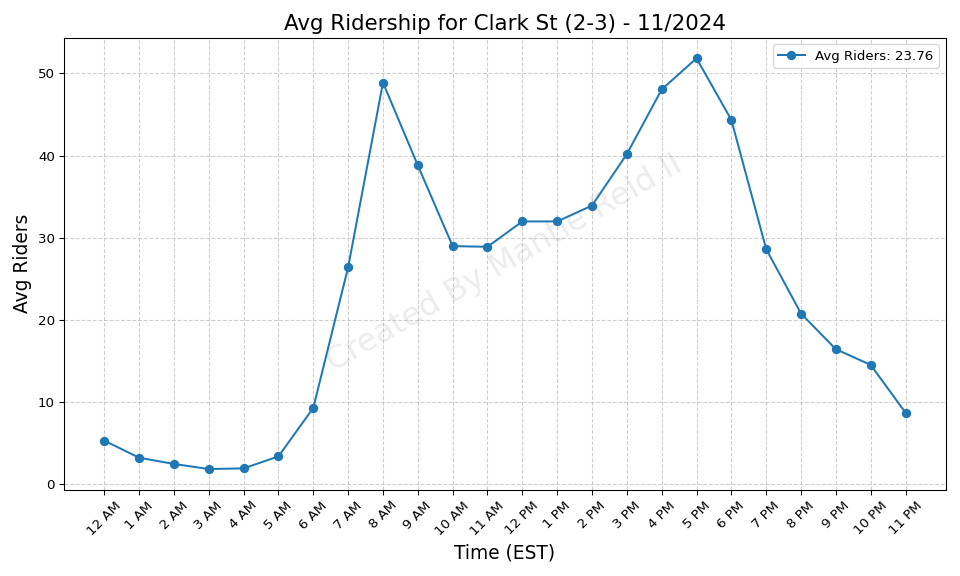 Avg Ridership for Clark St (2-3) - 11/2024
Avg Riders: 23.76
Avg Riders
50
40
30
20
10
0
Created By Mantle Reid II
12 AM
1 AM
2 AM
3 AM
4 AM
5 AM
6 AM
7 AM
8 AM
9 AM
10 AM
11 AM
12 PM
1 PM
2 PM
3 PM
4 PM
5 PM
6 PM
7 PM
8 PM
9 PM
10 PM
11 PM
Time (EST)